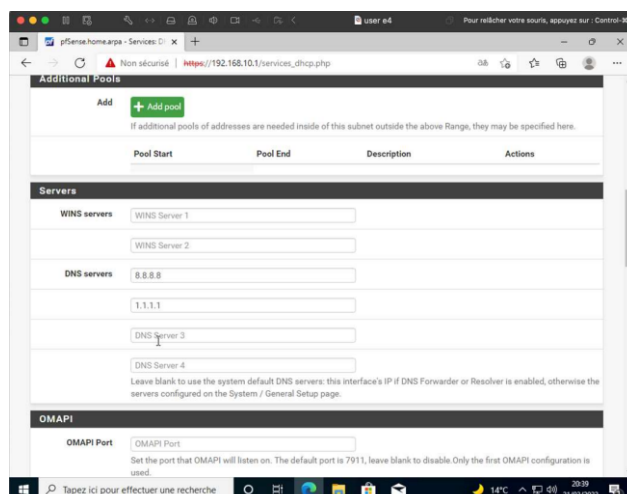 user e4
Pour relâcher votre souris, appuyez sur : Control-⌘
pfSense.home.arpa - Services: D
Non sécurisé | https://192.168.10.1/services_dhcp.php
Additional Pools
Add
Add pool
If additional pools of addresses are needed inside of this subnet outside the above Range, they may be specified here.
Pool Start Pool End Description Actions
Servers
WINS servers
WINS Server 1
WINS Server 2
DNS servers
8.8.8.8
1.1.1.1
DNS Server 3
DNS Server 4
Leave blank to use the system default DNS servers: this interface's IP if DNS Forwarder or Resolver is enabled, otherwise the
servers configured on the System / General Setup page.
OMAPI
OMAPI Port
OMAPI Port
Set the port that OMAPI will listen on. The default port is 7911, leave blank to disable.Only the first OMAPI configuration is
used.
Tapez ici pour effectuer une recherche
14°C
20:39